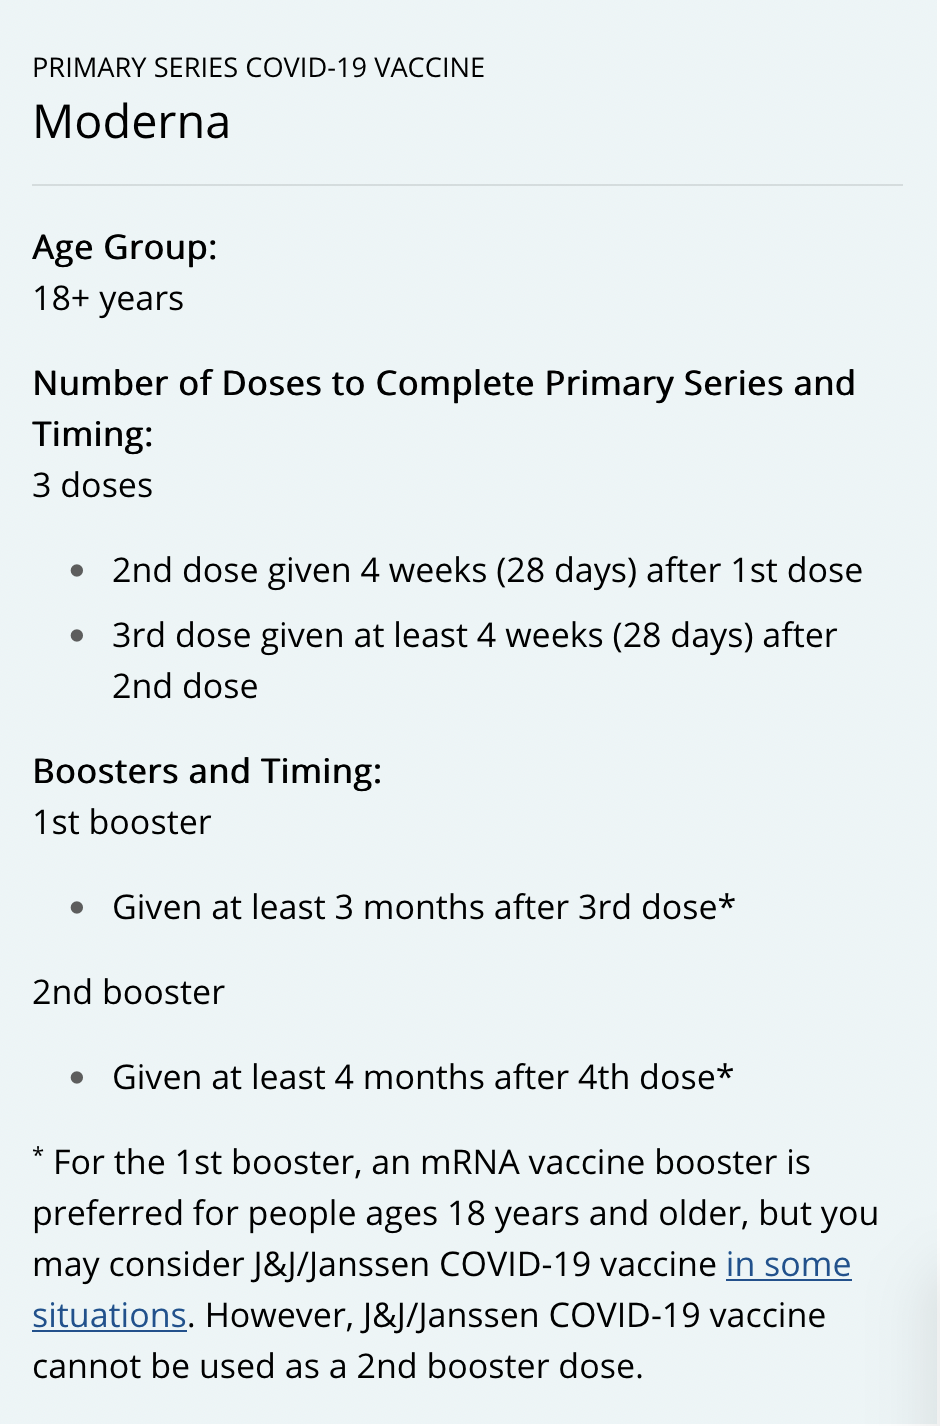 PRIMARY SERIES COVID-19 VACCINE
Moderna
Age Group:
18+ years
Number of Doses to Complete Primary Series and
Timing:
3 doses
• 2nd dose given 4 weeks (28 days) after 1st dose
• 3rd dose given at least 4 weeks (28 days) after
2nd dose
Boosters and Timing:
1st booster
• Given at least 3 months after 3rd dose*
2nd booster
• Given at least 4 months after 4th dose*
* For the 1st booster, an mRNA vaccine booster is
preferred for people ages 18 years and older, but you
may consider J&J/Janssen COVID-19 vaccine in some
situations. However, J&J/Janssen COVID-19 vaccine
cannot be used as a 2nd booster dose.